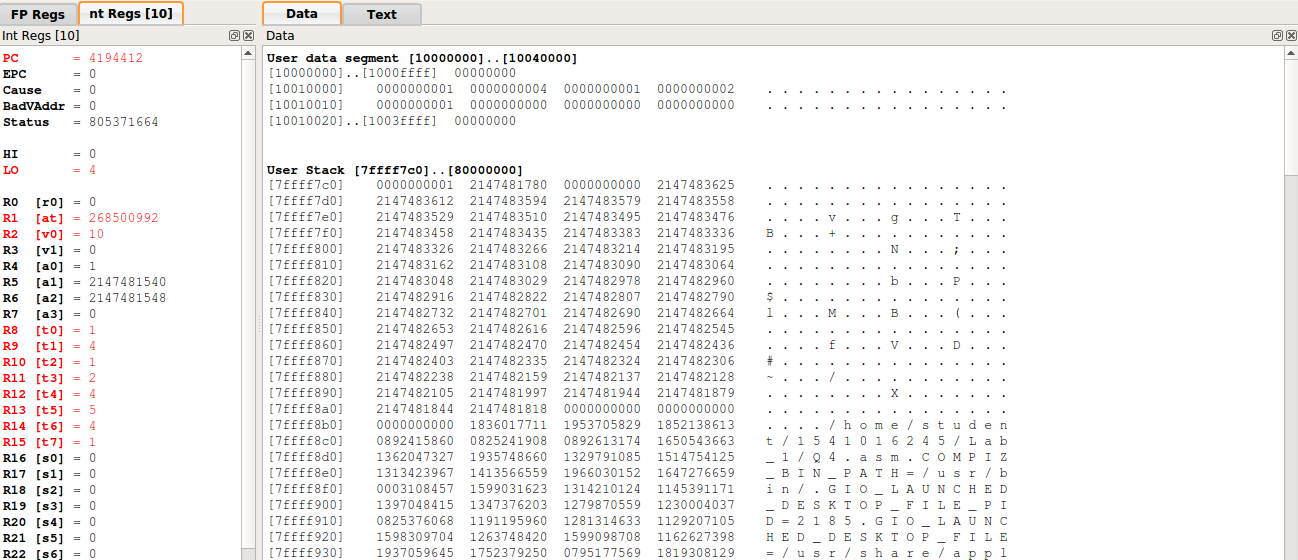 FP Regs
nt Regs [10]
Data
Text
Int Regs [10]
Data
PC = 4194412
EPC = 0
Cause = 0
BadVAddr = 0
Status = 805371664
HI = 0
LO = 4
R0 [r0] = 0
R1 [at] = 268500992
R2 [v0] = 10
R3 [v1] = 0
R4 [a0] = 1
R5 [a1] = 2147481540
R6 [a2] = 2147481548
R7 [a3] = 0
R8 [t0] = 1
R9 [t1] = 4
R10 [t2] = 1
R11 [t3] = 2
R12 [t4] = 4
R13 [t5] = 5
R14 [t6] = 4
R15 [t7] = 1
R16 [s0] = 0
R17 [s1] = 0
R18 [s2] = 0
R19 [s3] = 0
R20 [s4] = 0
R21 [s5] = 0
R22 [s6] = 0
User data segment [10000000]..[10040000]
[10000000]..[1000ffff] 00000000
[10010000] 0000000001 0000000004 0000000001 0000000002 . . . . . . . . . . . . . . . .
[10010010] 0000000001 0000000000 0000000000 0000000000 . . . . . . . . . . . . . . . .
[10010020]..[1003ffff] 00000000
User Stack [7ffff7c0]..[80000000]
[7ffff7c0] 0000000001 2147481780 0000000000 2147483625 . . . . . . . . . . . . . . . .
[7ffff7d0] 2147483612 2147483594 2147483579 2147483558 . . . . . . . . . . . . . . . .
[7ffff7e0] 2147483529 2147483510 2147483495 2147483476 . . . . v . . . g . . . T . . .
[7ffff7f0] 2147483458 2147483435 2147483383 2147483336 B . . . + . . . . . . . . . . .
[7ffff800] 2147483326 2147483266 2147483214 2147483195 . . . . . . . . N . . . ; . . .
[7ffff810] 2147483162 2147483108 2147483090 2147483064 . . . . . . . . . . . . . . . .
[7ffff820] 2147483048 2147483029 2147482978 2147482960 . . . . . . . . b . . . P . . .
[7ffff830] 2147482916 2147482822 2147482807 2147482790 $ . . . . . . . . . . . . . . .
[7ffff840] 2147482732 2147482701 2147482690 2147482664 l . . . M . . . B . . . ( . . .
[7ffff850] 2147482653 2147482616 2147482596 2147482545 . . . . . . . . . . . . . . . .
[7ffff860] 2147482497 2147482470 2147482454 2147482436 . . . . f . . . V . . . D . . .
[7ffff870] 2147482403 2147482335 2147482324 2147482306 # . . . . . . . . . . . . . . .
[7ffff880] 2147482238 2147482159 2147482137 2147482128 ~ . . . / . . . . . . . . . . .
[7ffff890] 2147482105 2147481997 2147481944 2147481879 . . . . . . . . X . . . . . . .
[7ffff8a0] 2147481844 2147481818 0000000000 0000000000 . . . . . . . . . . . . . . . .
[7ffff8b0] 0000000000 1836017711 1953705829 1852138613 . . . . / h o m e / s t u d e n
[7ffff8c0] 0892415860 0825241908 0892613174 1650543663 t / 1 5 4 1 0 1 6 2 4 5 / L a b
[7ffff8d0] 1362047327 1935748660 1329791085 1514754125 _ 1 / Q 4 . a s m . C O M P I Z
[7ffff8e0] 1313423967 1413566559 1966030152 1647276659 _ B I N _ P A T H = / u s r / b
[7ffff8f0] 0003108457 1599031623 1314210124 1145391171 i n / . G I O _ L A U N C H E D
[7ffff900] 1397048415 1347376203 1279870559 1230004037 _ D E S K T O P _ F I L E _ P I
[7ffff910] 0825376068 1191195960 1281314633 1129207105 D = 2 1 8 5 . G I O _ L A U N C
[7ffff920] 1598309704 1263748420 1599098708 1162627398 H E D _ D E S K T O P _ F I L E
[7ffff930] 1937059645 1752379250 0795177569 1819308129 = / u s r / s h a r e / a p p l